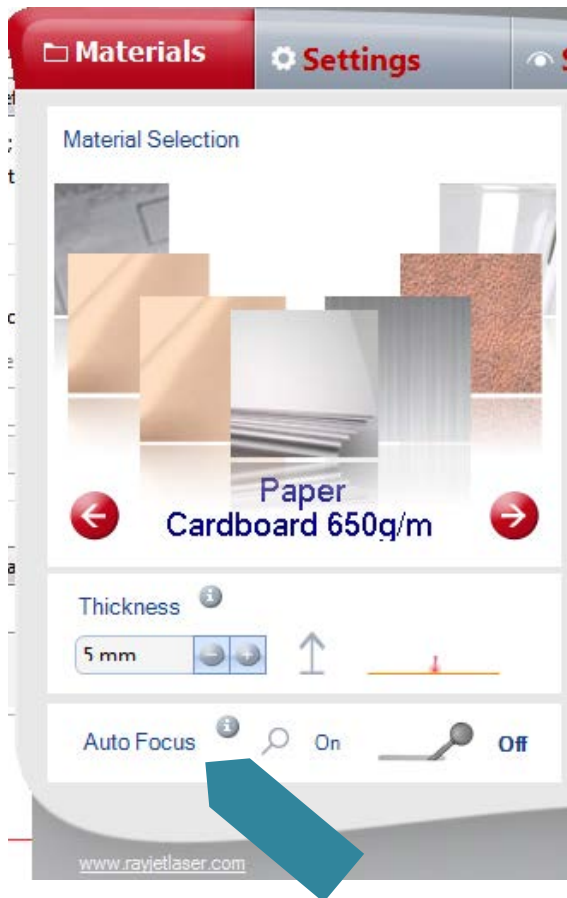 Materials
Settings
Material Selection
Paper
Cardboard 650g/m
Thickness
5 mm
Auto Focus
On
Off
www.rayjetlaser.com